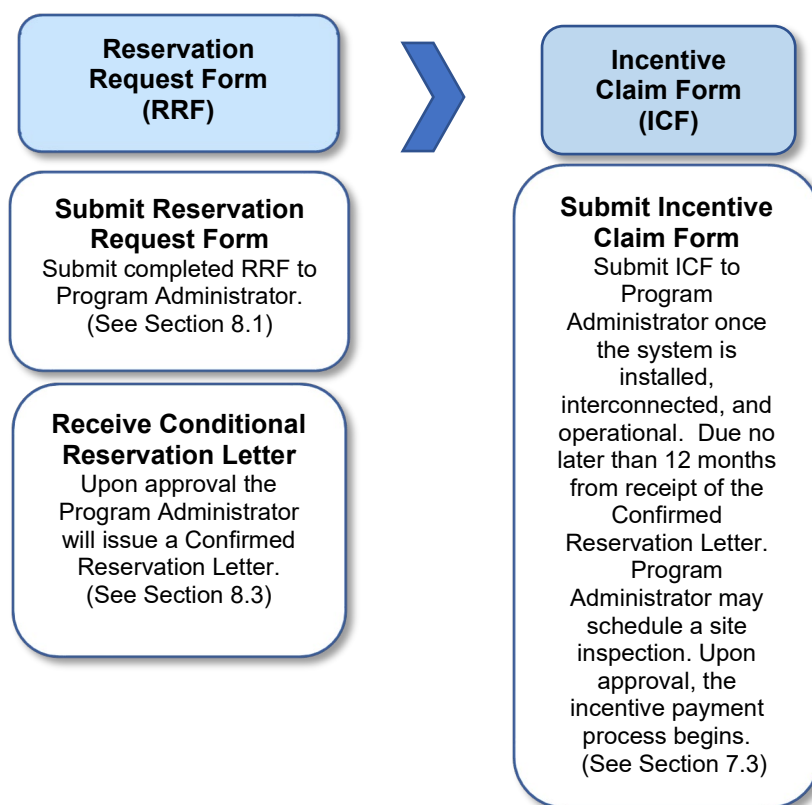 Reservation
Request Form
(RRF)
Submit Reservation
Request Form
Submit completed RRF to
Program Administrator.
(See Section 8.1)
Receive Conditional
Reservation Letter
Upon approval the
Program Administrator
will issue a Confirmed
Reservation Letter.
(See Section 8.3)
Incentive
Claim Form
(ICF)
Submit Incentive
Claim Form
Submit ICF to
Program
Administrator once
the system is
installed,
interconnected, and
operational.  Due no
later than 12 months
from receipt of the
Confirmed
Reservation Letter.
Program
Administrator may
schedule a site
inspection. Upon
approval, the
incentive payment
process begins.
(See Section 7.3)